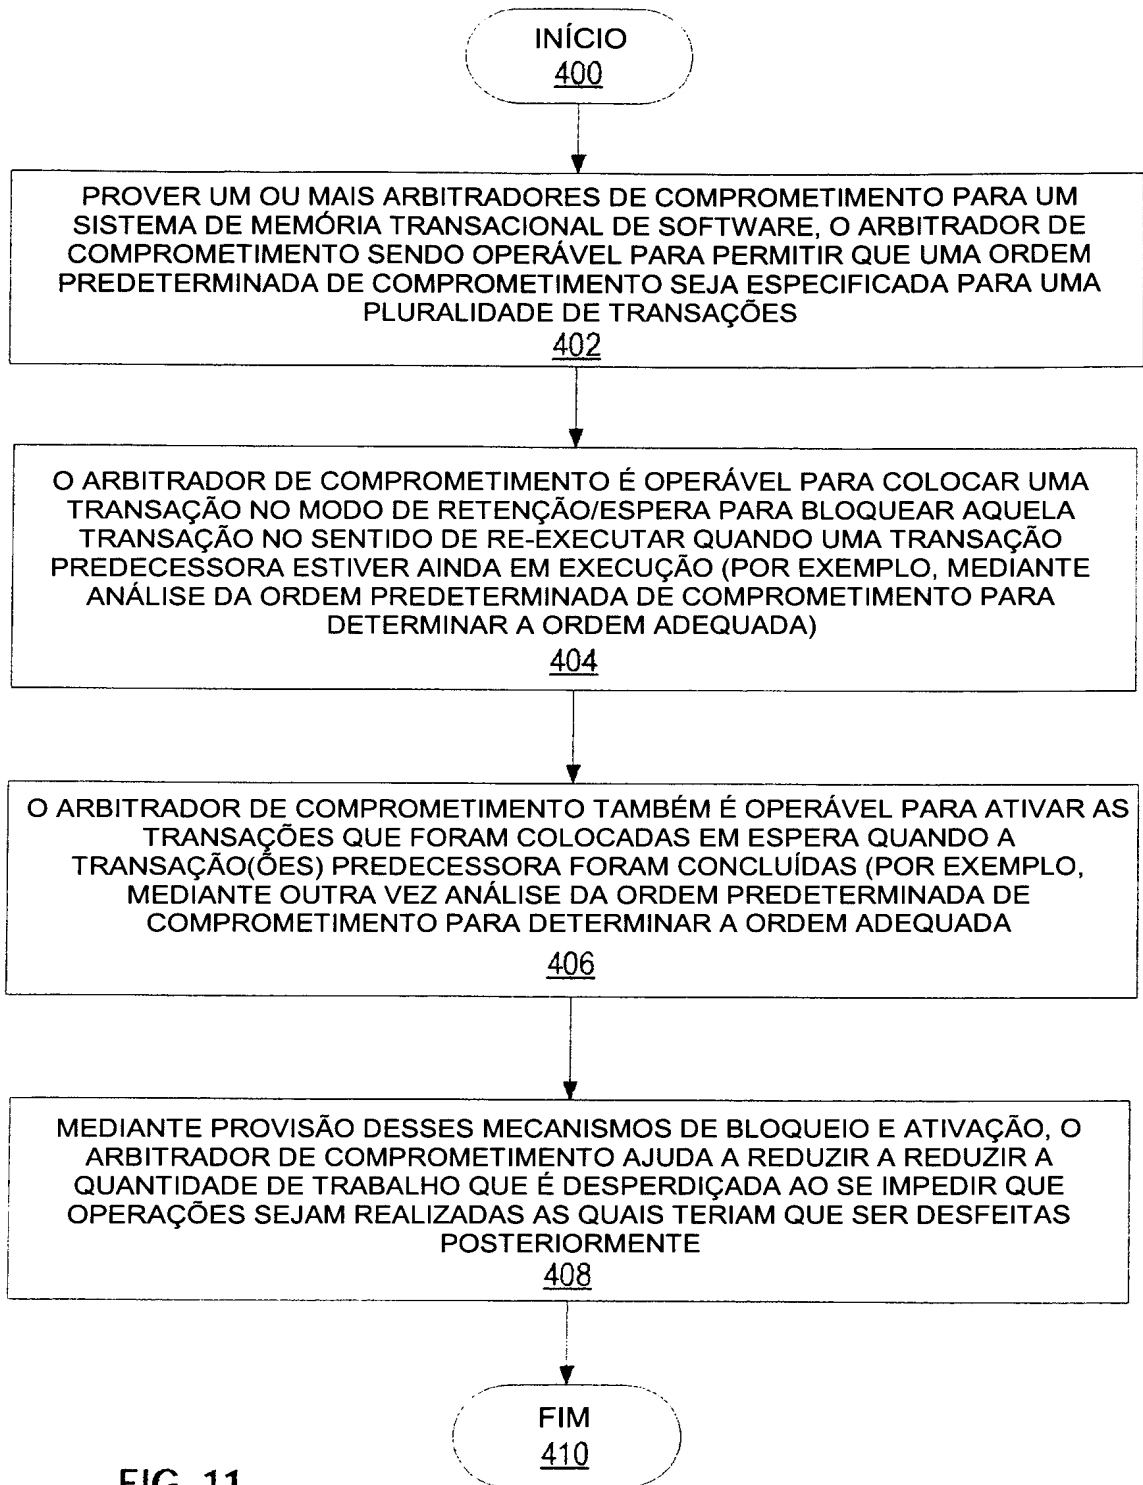 INÍCIO
400
PROVER UM OU MAIS ARBITRADORES DE COMPROMETIMENTO PARA UM
SISTEMA DE MEMÓRIA TRANSACIONAL DE SOFTWARE, O ARBITRADOR DE
COMPROMETIMENTO SENDO OPERÁVEL PARA PERMITIR QUE UMA ORDEM
PREDETERMINADA DE COMPROMETIMENTO SEJA ESPECIFICADA PARA UMA
PLURALIDADE DE TRANSAÇÕES
402
O ARBITRADOR DE COMPROMETIMENTO É OPERÁVEL PARA COLOCAR UMA
TRANSAÇÃO NO MODO DE RETENÇÃO/ESPERA PARA BLOQUEAR AQUELA
TRANSAÇÃO NO SENTIDO DE RE-EXECUTAR QUANDO UMA TRANSAÇÃO
PREDECESSORA ESTIVER AINDA EM EXECUÇÃO (POR EXEMPLO, MEDIANTE
ANÁLISE DA ORDEM PREDETERMINADA DE COMPROMETIMENTO PARA
DETERMINAR A ORDEM ADEQUADA)
404
O ARBITRADOR DE COMPROMETIMENTO TAMBÉM É OPERÁVEL PARA ATIVAR AS
TRANSAÇÕES QUE FORAM COLOCADAS EM ESPERA QUANDO A
TRANSAÇÃO(ÕES) PREDECESSORA FORAM CONCLUÍDAS (POR EXEMPLO,
MEDIANTE OUTRA VEZ ANÁLISE DA ORDEM PREDETERMINADA DE
COMPROMETIMENTO PARA DETERMINAR A ORDEM ADEQUADA
406
MEDIANTE PROVISÃO DESSES MECANISMOS DE BLOQUEIO E ATIVAÇÃO, O
ARBITRADOR DE COMPROMETIMENTO AJUDA A REDUZIR A REDUZIR A
QUANTIDADE DE TRABALHO QUE É DESPERDIÇADA AO SE IMPEDIR QUE
OPERAÇÕES SEJAM REALIZADAS AS QUAIS TERIAM QUE SER DESFEITAS
POSTERIORMENTE
408
FIM
410
FIG. 11